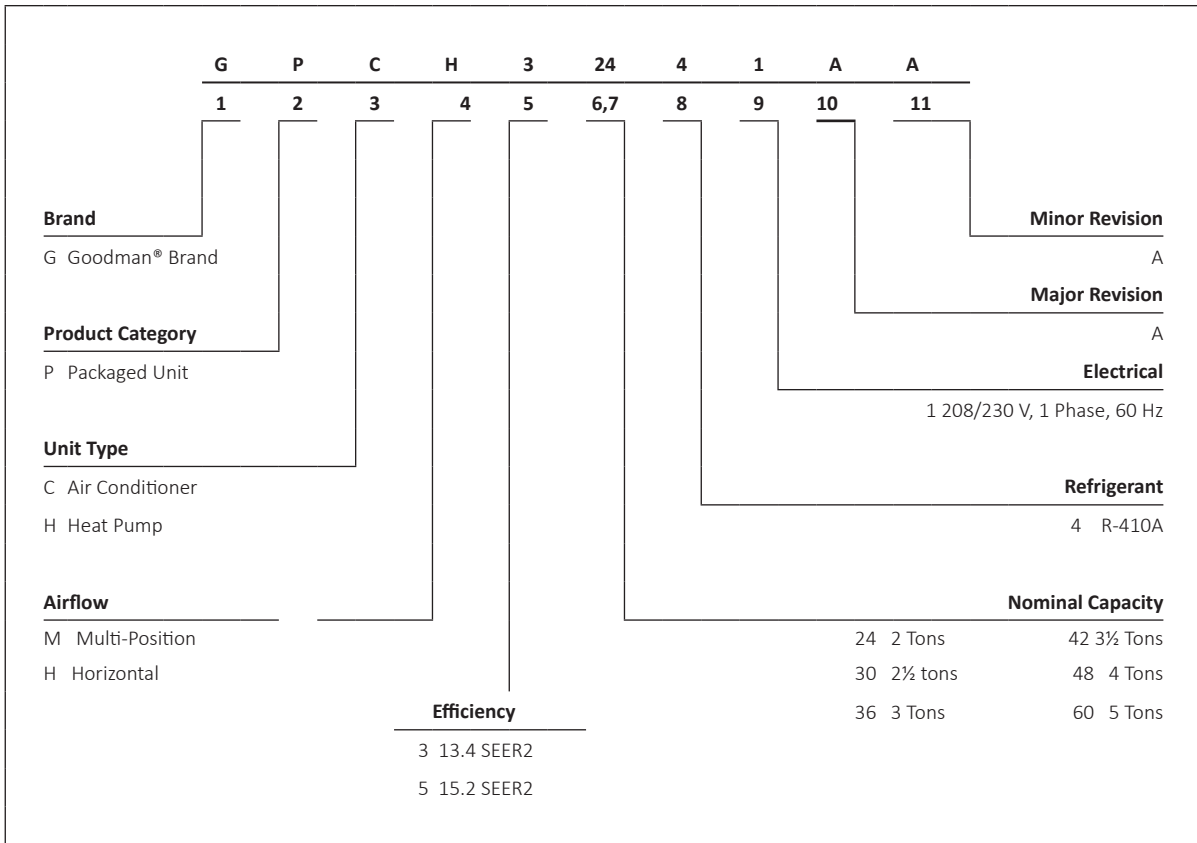 G P C H 3 24 4 1 A A
1 2 3 4 5 6,7 8 9 10 11
Brand
G Goodman® Brand
Product Category
P Packaged Unit
Unit Type
C Air Conditioner
H Heat Pump
Airflow
M Multi-Position
H Horizontal
Efficiency
3 13.4 SEER2
5 15.2 SEER2
Minor Revision
A
Major Revision
A
Electrical
1 208/230 V, 1 Phase, 60 Hz
Refrigerant
4 R-410A
Nominal Capacity
24 2 Tons 42 3½ Tons
30 2½ tons 48 4 Tons
36 3 Tons 60 5 Tons